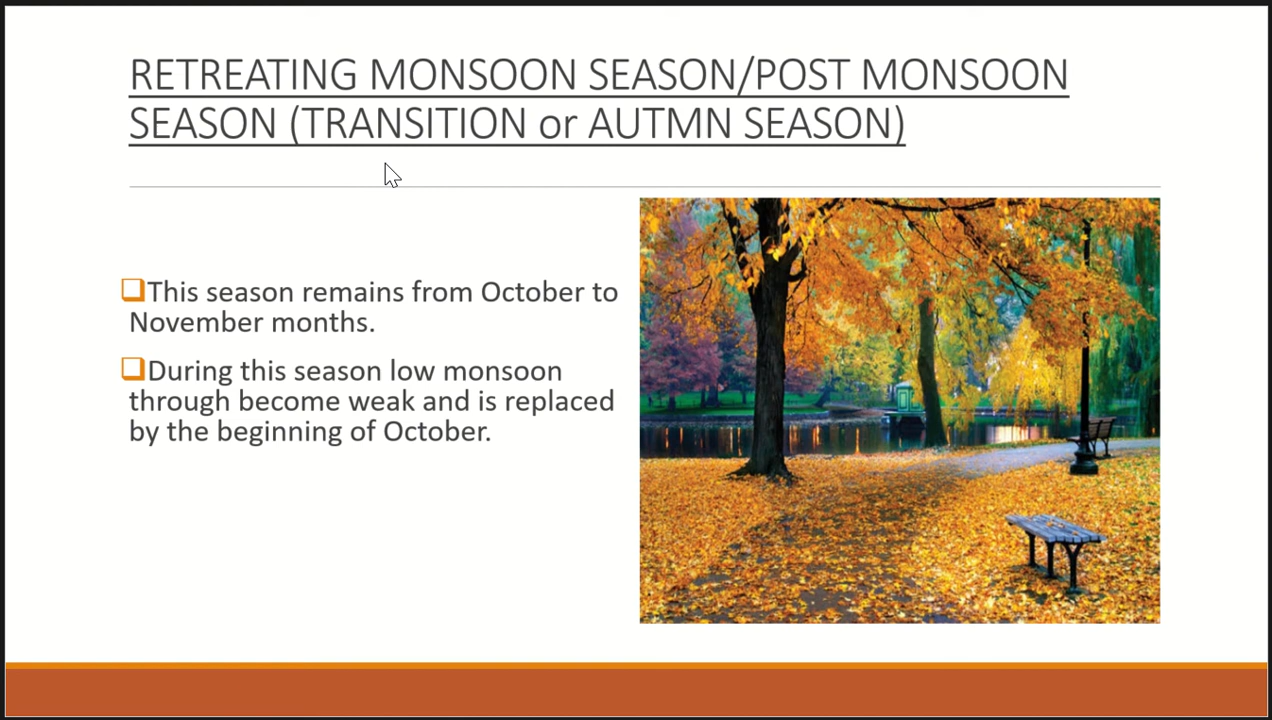 RETREATING MONSOON SEASON/POST MONSOON
SEASON (TRANSITION or AUTMN SEASON)
This season remains from October to
November months.
During this season low monsoon
through become weak and is replaced
by the beginning of October.